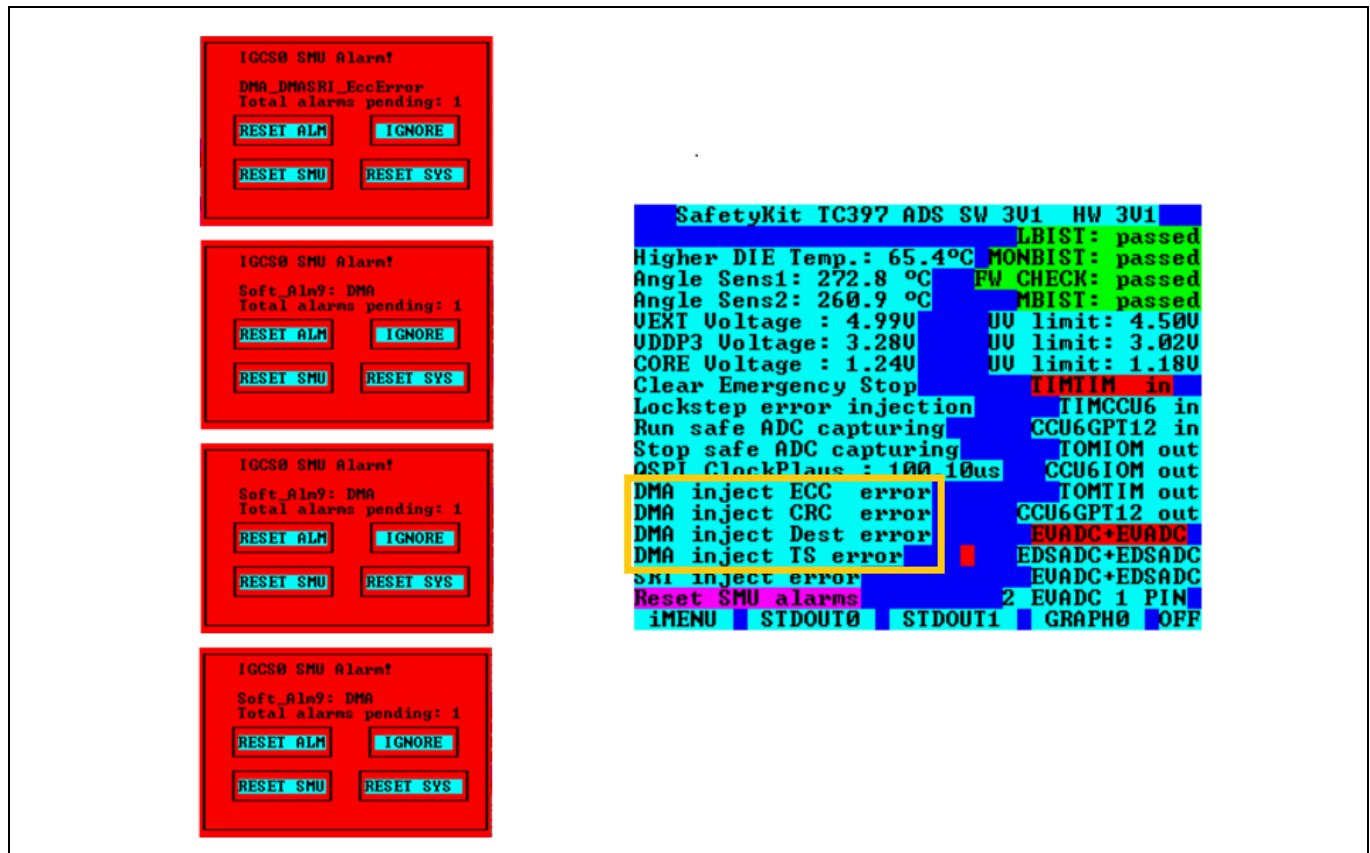 IGCS0 SMU Alarm!
DMA_DMASRI_EccError
Total alarms pending: 1
RESET ALM IGNORE
RESET SMU RESET SYS
IGCS0 SMU Alarm!
Soft_Alm9: DMA
Total alarms pending: 1
RESET ALM IGNORE
RESET SMU RESET SYS
IGCS0 SMU Alarm!
Soft_Alm9: DMA
Total alarms pending: 1
RESET ALM IGNORE
RESET SMU RESET SYS
IGCS0 SMU Alarm!
Soft_Alm9: DMA
Total alarms pending: 1
RESET ALM IGNORE
RESET SMU RESET SYS
SafetyKit TC397 ADS SW 3V1 HW 3V1
LBIST: passed
Higher DIE Temp.: 65.4ºC MONBIST: passed
Angle Sens1: 272.8 ºC FW CHECK: passed
Angle Sens2: 260.9 ºC MBIST: passed
VEXT Voltage : 4.99V UV limit: 4.50V
VDDP3 Voltage: 3.28V UV limit: 3.02V
CORE Voltage : 1.24V UV limit: 1.18V
Clear Emergency Stop TIMTIM in
Lockstep error injection TIMCCU6 in
Run safe ADC capturing CCU6GPT12 in
Stop safe ADC capturing TOMIOM out
QSPI ClockPlaus : 100.10us CCU6IOM out
DMA inject ECC error TOMTIM out
DMA inject CRC error CCU6GPT12 out
DMA inject Dest error EVADC+EVADC
DMA inject TS error EDSADC+EDSADC
SRI inject error EVADC+EDSADC
Reset SMU alarms 2 EVADC 1 PIN
iMENU STDOUT0 STDOUT1 GRAPH0 OFF